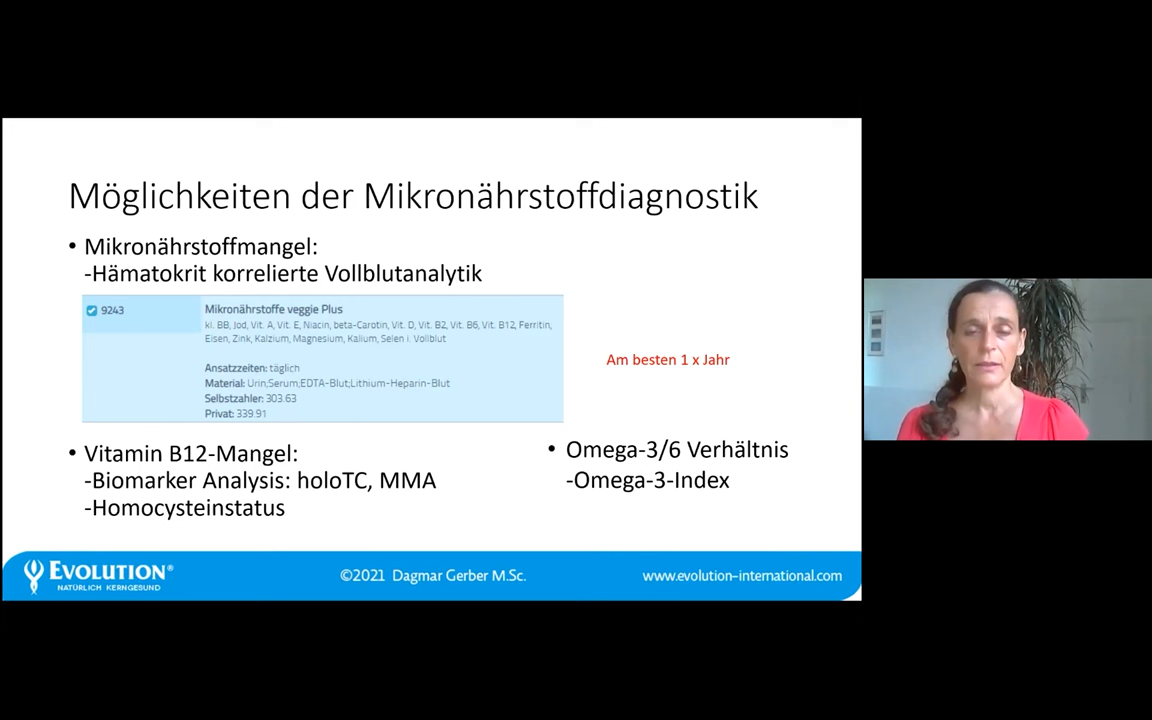 Möglichkeiten der Mikronährstoffdiagnostik
• Mikronährstoffmangel:
-Hämatokrit korrelierte Vollblutanalytik
9243
Mikronährstoffe veggie Plus
kl. BB, Jod, Vit. A, Vit. E, Niacin, beta-Carotin, Vit. D, Vit. B2, Vit. B6, Vit. B12, Ferritin,
Eisen, Zink, Kalzium, Magnesium, Kalium, Selen i. Vollblut
Ansatzzeiten: täglich
Material: Urin;Serum;EDTA-Blut;Lithium-Heparin-Blut
Selbstzahler: 303.63
Privat: 339.91
Am besten 1 x Jahr
• Vitamin B12-Mangel:
-Biomarker Analysis: holoTC, MMA
-Homocysteinstatus
• Omega-3/6 Verhältnis
-Omega-3-Index
EVOLUTION®
NATÜRLICH KERNGESUND
©2021 Dagmar Gerber M.Sc.
www.evolution-international.com